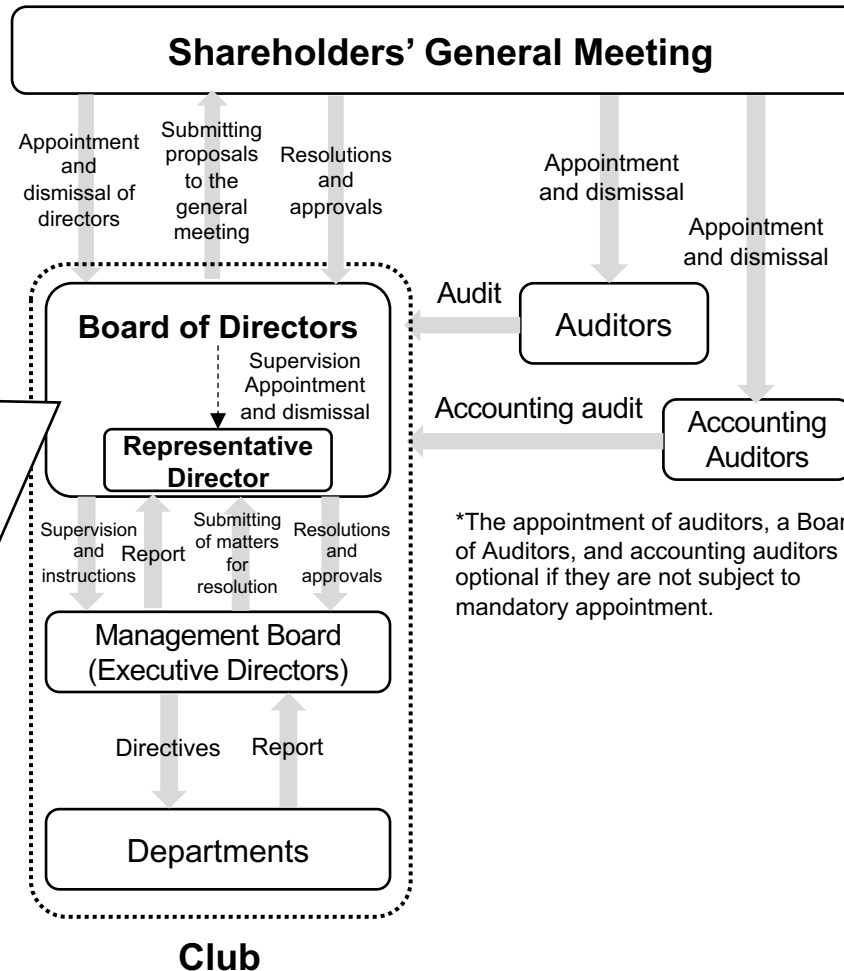 Shareholders’ General Meeting
Appointment
and
dismissal of
directors
Submitting
proposals
to the
general
meeting
Resolutions
and
approvals
Appointment
and dismissal
Appointment
and dismissal
Board of Directors
Supervision
Appointment
and dismissal
Representative
Director
Audit
Auditors
Accounting audit
Accounting
Auditors
Supervision
and
instructions
Report
Submitting
of matters
for
resolution
Resolutions
and
approvals
*The appointment of auditors, a Boar
of Auditors, and accounting auditors
optional if they are not subject to
mandatory appointment.
Management Board
(Executive Directors)
Directives
Report
Departments
Club